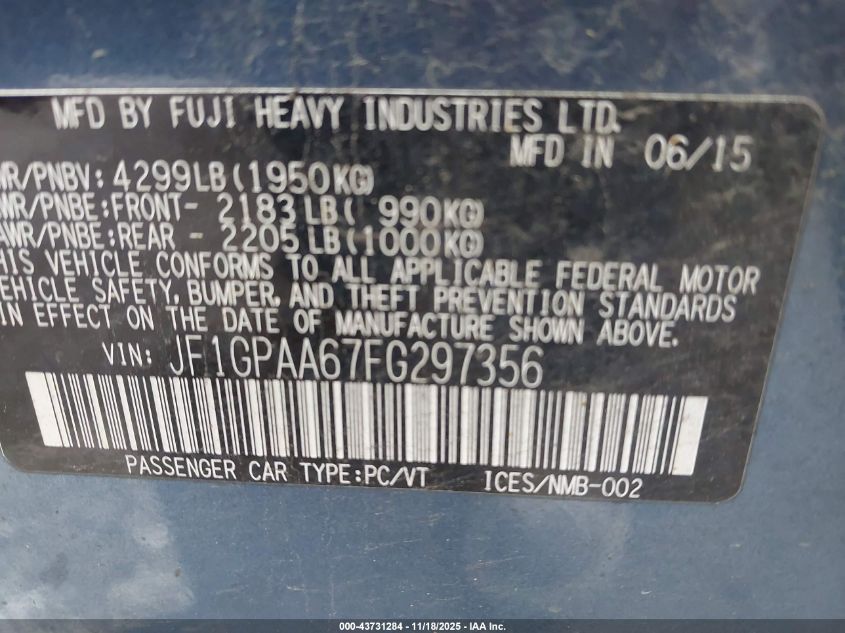 MFD BY FUJI HEAVY INDUSTRIES LTD.
MFD IN 06/15
WR/PNBV: 4299LB(1950KG)
WR/PNBE:FRONT- 2183LB( 990KG)
AWR/PNBE:REAR - 2205LB(1000KG)
THIS VEHICLE CONFORMS TO ALL APPLICABLE FEDERAL MOTOR
VEHICLE SAFETY, BUMPER, AND THEFT PREVENTION STANDARDS
IN EFFECT ON THE DATE OF MANUFACTURE SHOWN ABOVE.
VIN: JF1GPAA67FG297356
PASSENGER CAR TYPE:PC/VT ICES/NMB-002
000-43731284 - 11/18/2025 - IAA Inc.